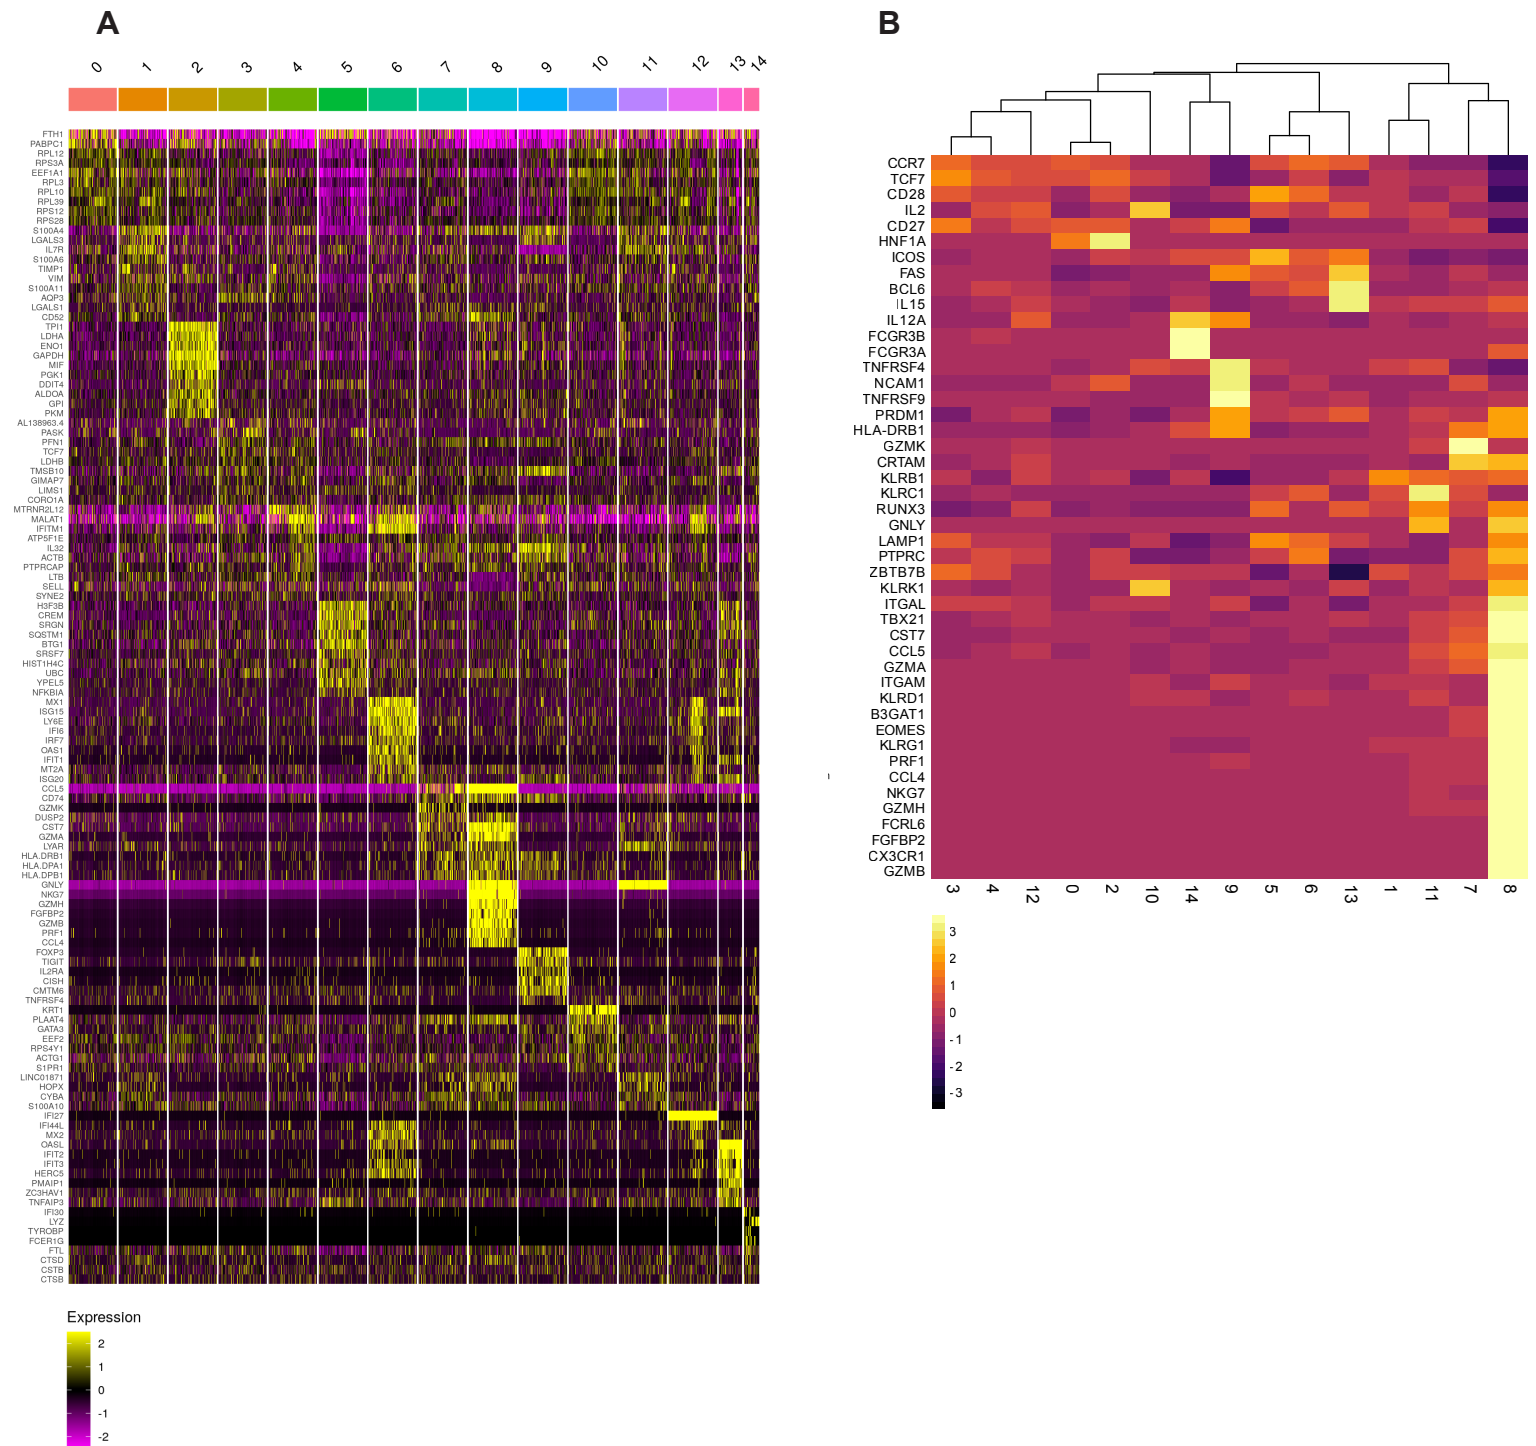 A
0 1 2 3 4 5 6 7 8 9 10 11 12 13 14
FTH1
PABPC1
RPL12
RPS3A
EEF1A1
RPL3
RPL10
RPL39
RPS12
RPS28
S100A4
LGALS3
IL7R
S100A6
TIMP1
VIM
S100A11
AQP3
LGALS1
CD52
TPI1
LDHA
ENO1
GAPDH
MIF
PGK1
DDIT4
ALDOA
GPI
PKM
AL138963.4
PASK
PFN1
TCF7
LDHB
TMSB10
GIMAP7
LIMS1
CORO1A
MTRNR2L12
MALAT1
IFITM1
ATP5F1E
IL32
ACTB
PTPRCAP
LTB
SELL
SYNE2
H3F3B
CREM
SRGN
SQSTM1
BTG1
SRSF7
HIST1H4C
UBC
YPEL5
NFKBIA
MX1
ISG15
LY6E
IFI6
IRF7
OAS1
IFIT1
MT2A
ISG20
CCL5
CD74
GZMK
DUSP2
CST7
GZMA
LYAR
HLA.DRB1
HLA.DPA1
HLA.DPB1
GNLY
NKG7
GZMH
FGFBP2
GZMB
PRF1
CCL4
FOXP3
TIGIT
IL2RA
CISH
CMTM6
TNFRSF4
KRT1
PLAAT4
GATA3
EEF2
RPS4Y1
ACTG1
S1PR1
LINC01871
HOPX
CYBA
S100A10
IFI27
IFI44L
MX2
OASL
IFIT2
IFIT3
HERC5
PMAIP1
ZC3HAV1
TNFAIP3
IFI30
LYZ
TYROBP
FCER1G
FTL
CTSD
CSTB
CTSB
Expression
2
1
0
-1
-2
B
CCR7
TCF7
CD28
IL2
CD27
HNF1A
ICOS
FAS
BCL6
IL15
IL12A
FCGR3B
FCGR3A
TNFRSF4
NCAM1
TNFRSF9
PRDM1
HLA-DRB1
GZMK
CRTAM
KLRB1
KLRC1
RUNX3
GNLY
LAMP1
PTPRC
ZBTB7B
KLRK1
ITGAL
TBX21
CST7
CCL5
GZMA
ITGAM
KLRD1
B3GAT1
EOMES
KLRG1
PRF1
CCL4
NKG7
GZMH
FCRL6
FGFBP2
CX3CR1
GZMB
3 4 12 0 2 10 14 9 5 6 13 1 11 7 8
3
2
1
0
-1
-2
-3